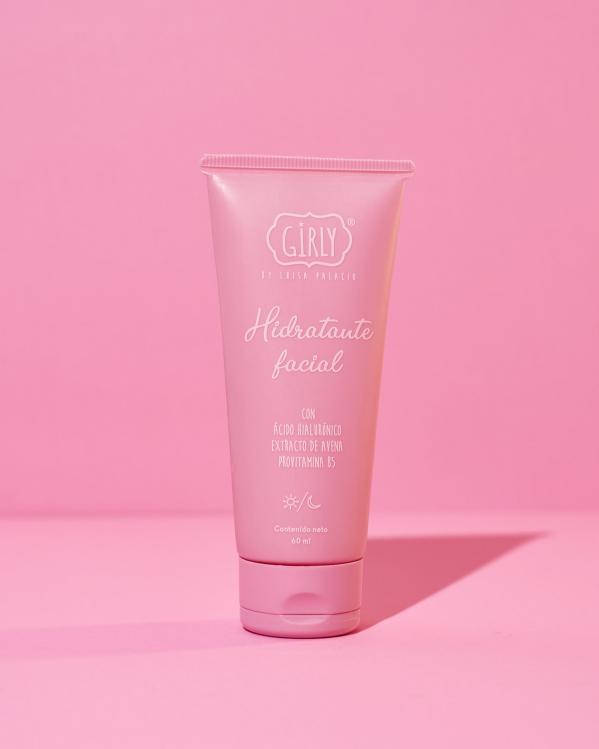 GiRLY®
BY LUISA PALACIO
Hidratante
facial
CON
ÁCIDO HIALURÓNICO
EXTRACTO DE AVENA
PROVITAMINA B5
Contenido neto
60 ml